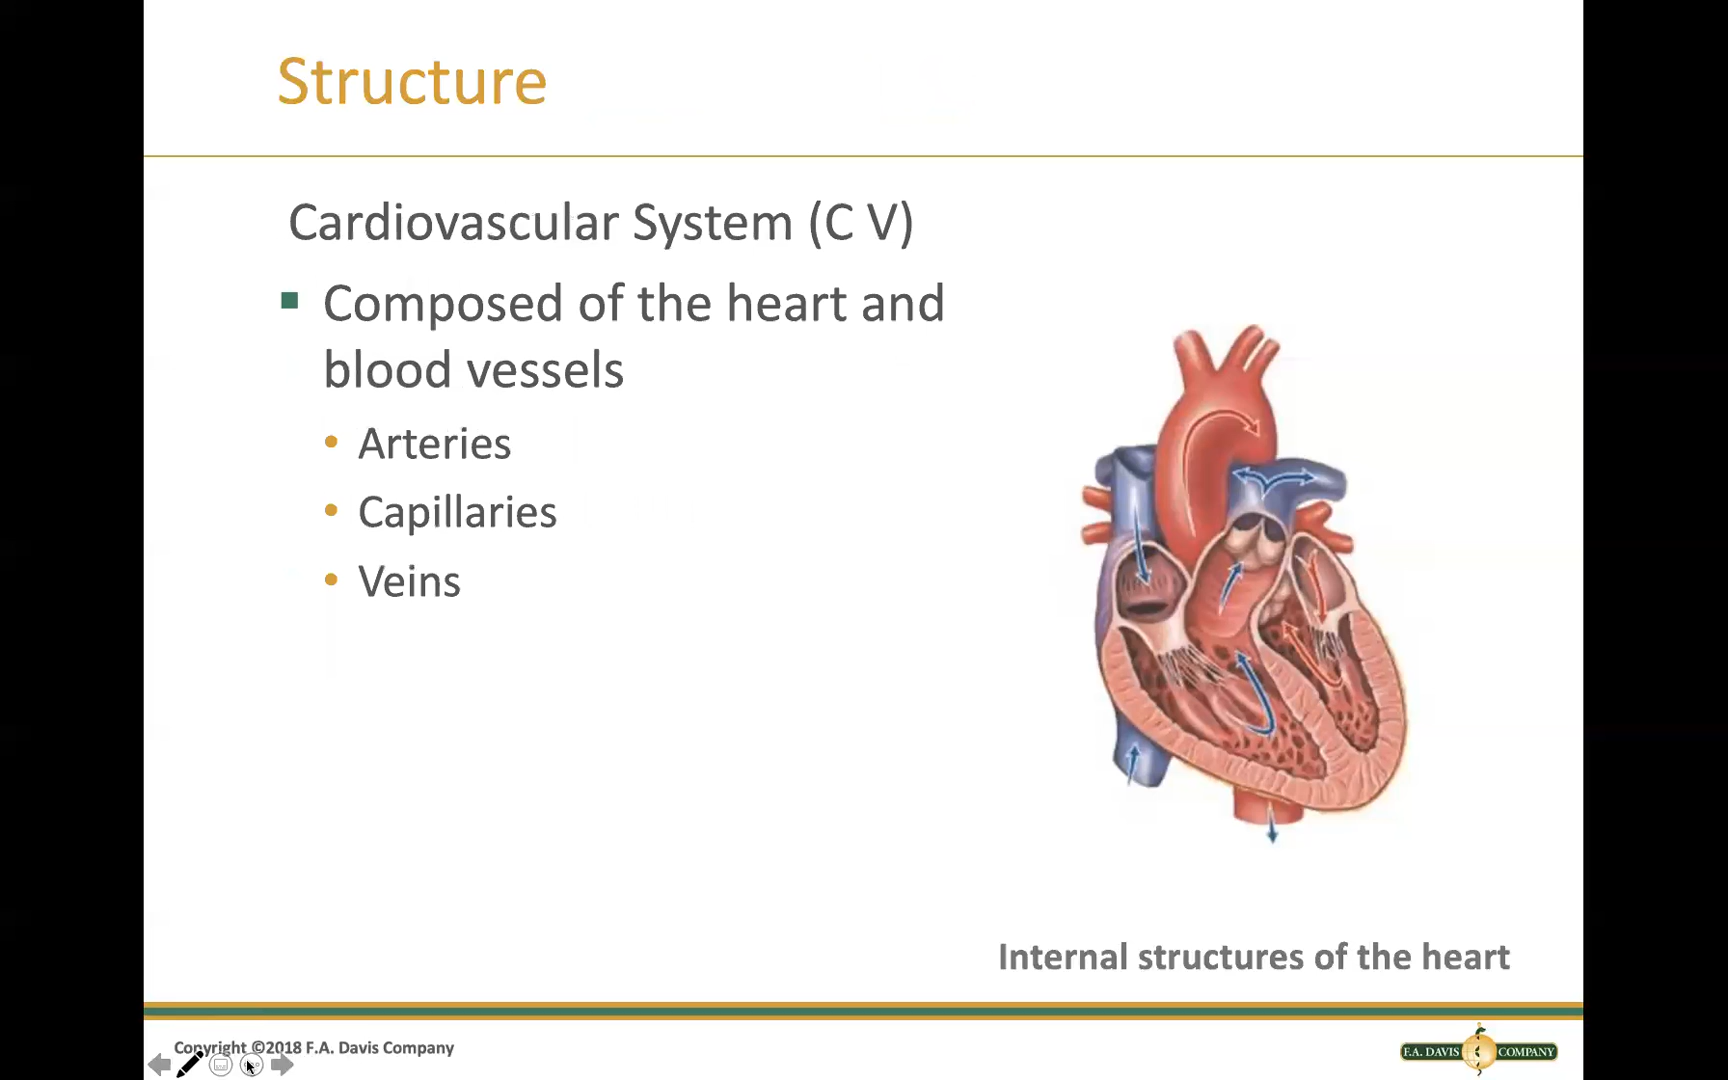 Structure
Cardiovascular System (C V)
Composed of the heart and
blood vessels
Arteries
Capillaries
Veins
Internal structures of the heart
Copyright ©2018 F.A. Davis Company
F.A. DAVIS COMPANY